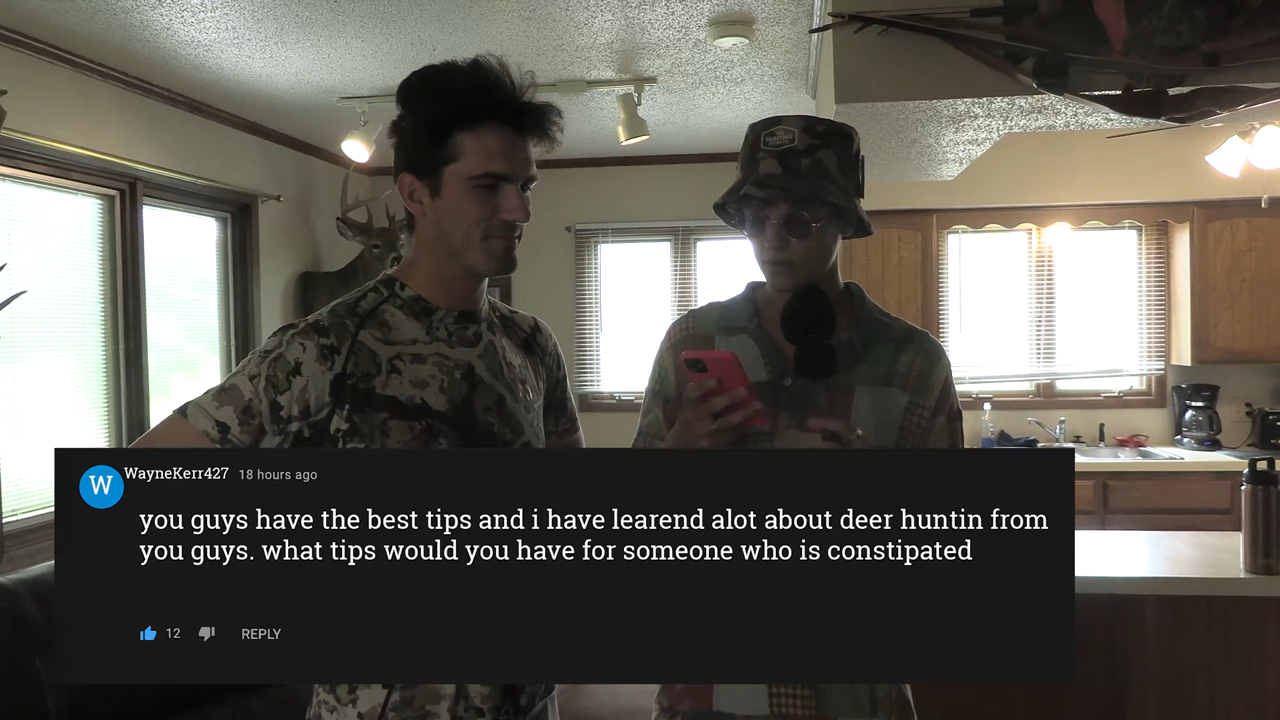 HUNTING
WayneKerr427 18 hours ago
W
you guys have the best tips and i have learend alot about deer huntin from
you guys. what tips would you have for someone who is constipated
12 REPLY